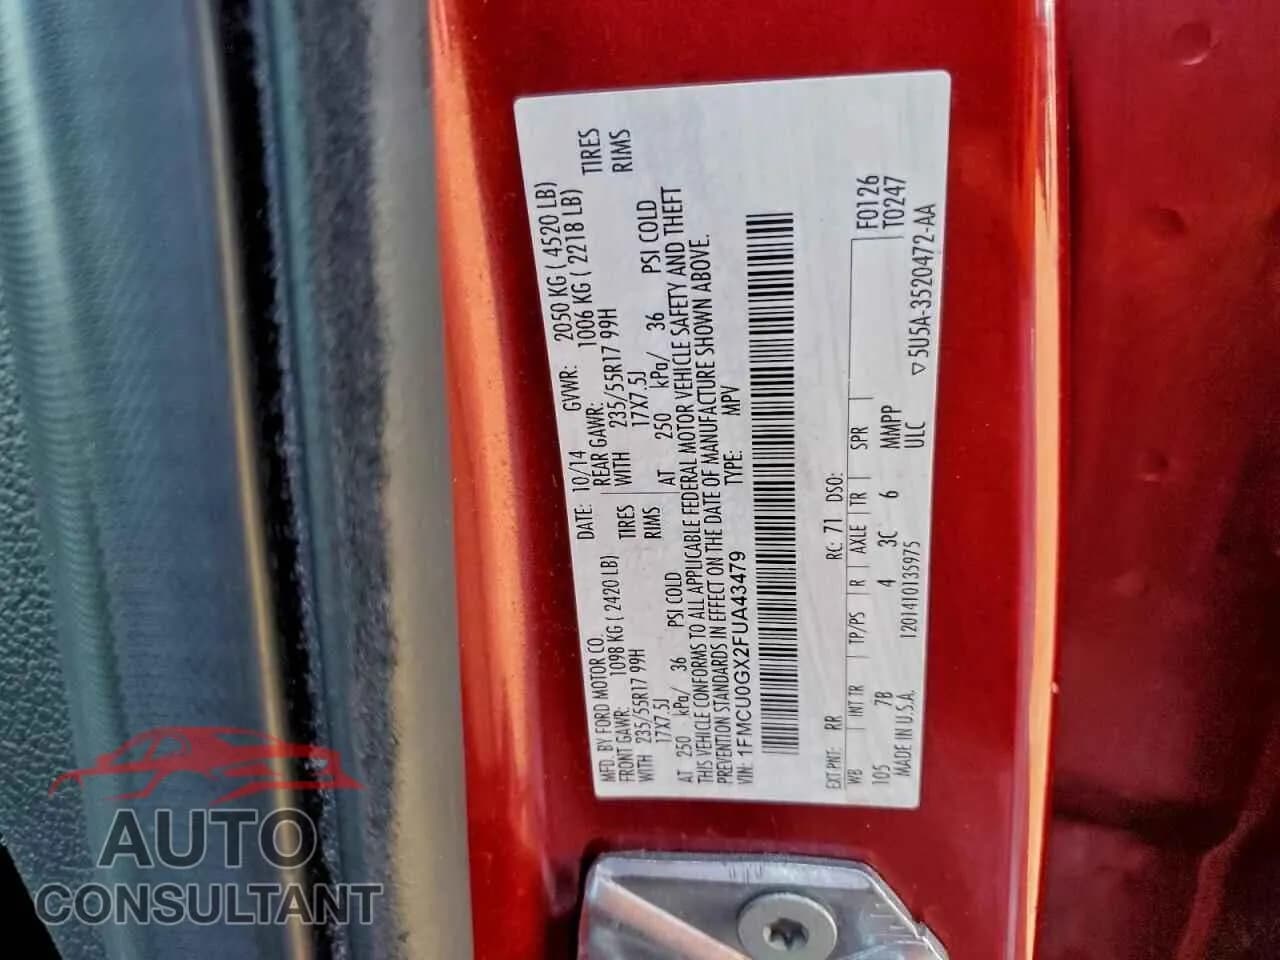 MFD. BY FORD MOTOR CO.
DATE: 10/14 GVWR: 2050 KG ( 4520 LB)
FRONT GAWR: 1098 KG ( 2420 LB) REAR GAWR: 1006 KG ( 2218 LB)
WITH 235/55R17 99H TIRES WITH 235/55R17 99H TIRES
17X7.5J RIMS 17X7.5J RIMS
AT 250 kPa/ 36 PSI COLD AT 250 kPa/ 36 PSI COLD
THIS VEHICLE CONFORMS TO ALL APPLICABLE FEDERAL MOTOR VEHICLE SAFETY AND THEFT
PREVENTION STANDARDS IN EFFECT ON THE DATE OF MANUFACTURE SHOWN ABOVE.
VIN: 1FMCU0GX2FUA43479 TYPE: MPV
EXT PNT: RR RC: 71 DSO: F0126
WB INT TR TP/PS R AXLE TR SPR T0247
105 7B 4 3C 6 MMPP
ULC
MADE IN U.S.A. 120141013597​5 ▽ 5U5A-3520472-AA
AUTO
CONSULTANT